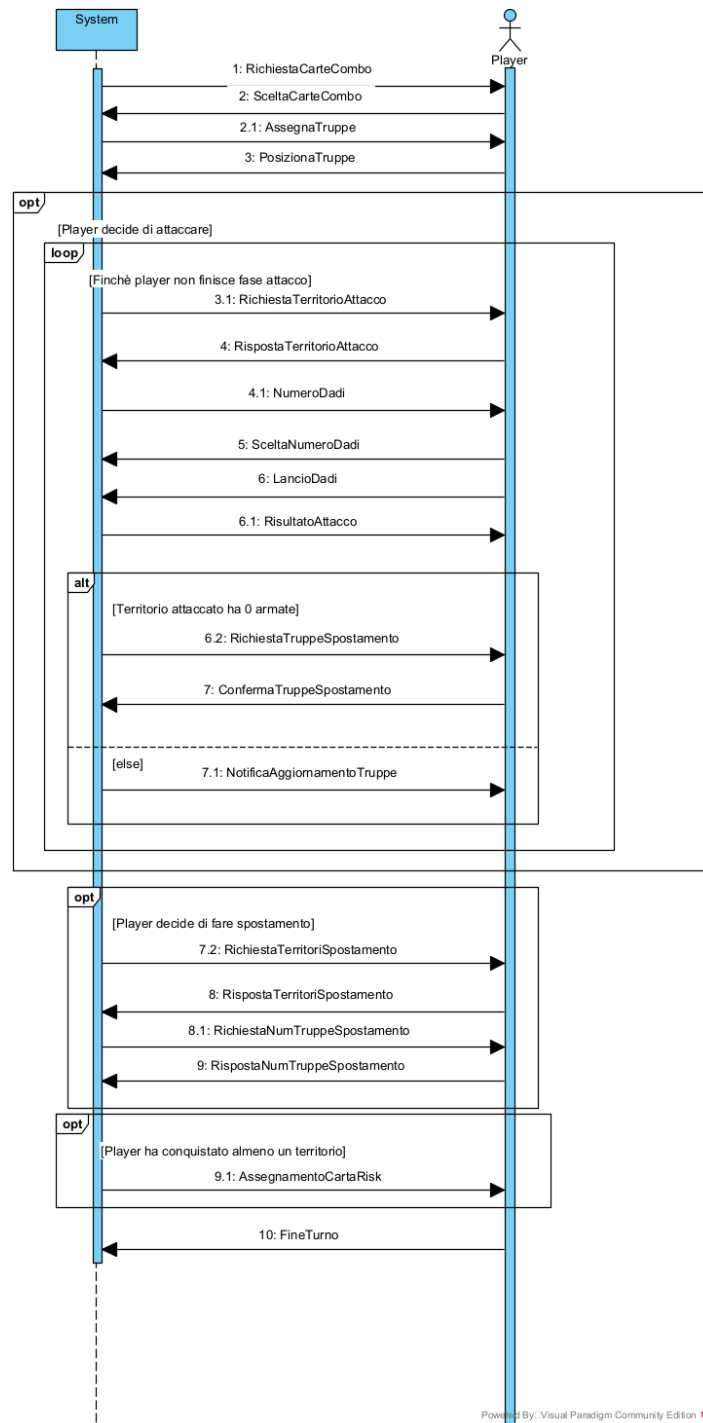 System
Player
1: RichiestaCarteCombo
2: SceltaCarteCombo
2.1: AssegnaTruppe
3: PosizionaTruppe
opt
[Player decide di attaccare]
loop
[Finchè player non finisce fase attacco]
3.1: RichiestaTerritorioAttacco
4: RispostaTerritorioAttacco
4.1: NumeroDadi
5: SceltaNumeroDadi
6: LancioDadi
6.1: RisultatoAttacco
alt
[Territorio attaccato ha 0 armate]
6.2: RichiestaTruppeSpostamento
7: ConfermaTruppeSpostamento
[else]
7.1: NotificaAggiornamentoTruppe
opt
[Player decide di fare spostamento]
7.2: RichiestaTerritoriSpostamento
8: RispostaTerritoriSpostamento
8.1: RichiestaNumTruppeSpostamento
9: RispostaNumTruppeSpostamento
opt
[Player ha conquistato almeno un territorio]
9.1: AssegnamentoCartaRisk
10: FineTurno
Powered By Visual Paradigm Community Edition